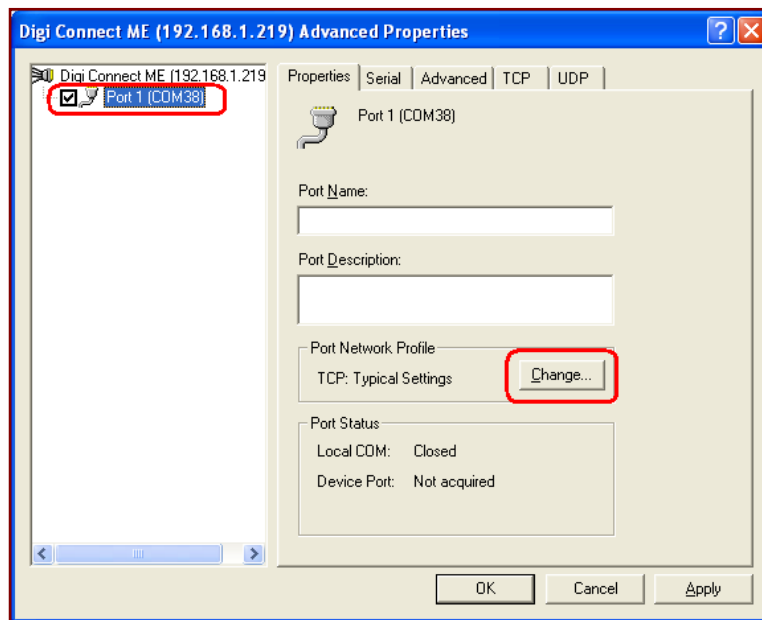 Digi Connect ME (192.168.1.219) Advanced Properties
Digi Connect ME (192.168.1.219
Port 1 (COM38)
Properties Serial Advanced TCP UDP
Port 1 (COM38)
Port Name:
Port Description:
Port Network Profile
TCP: Typical Settings Change...
Port Status
Local COM: Closed
Device Port: Not acquired
OK Cancel Apply